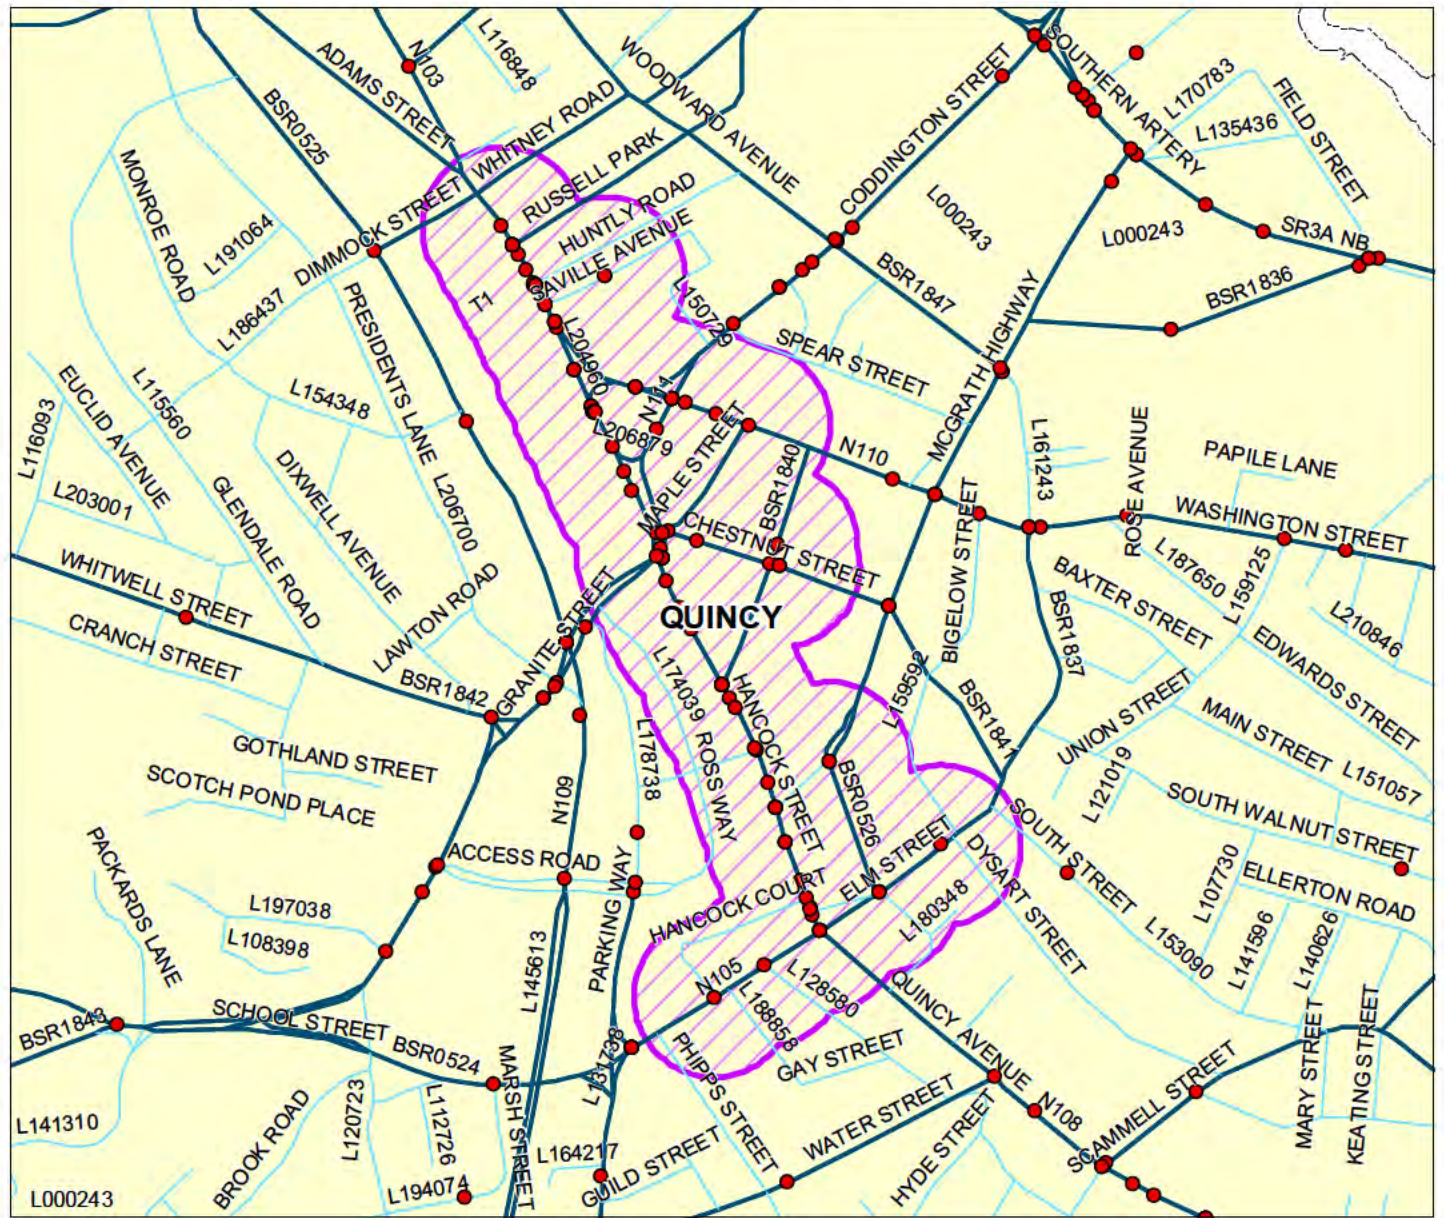 N103
L116848
WOODWARD AVENUE
SOUTHERN ARTERY
ADAMS STREET
L170783
FIELD STREET
BSR0525
WHITNEY ROAD
CODDINGTON STREET
L135436
MONROE ROAD
RUSSELL PARK
L191064
DIMMOCK STREET
HUNTLY ROAD
L000243
L000243
SR3A NB
SAVILLE AVENUE
BSR1847
BSR1836
T1
L186437
PRESIDENTS LANE
L150729
MCGRATH HIGHWAY
L204960
SPEAR STREET
EUCLID AVENUE
L115560
L154348
N111
L116093
L206879
MAPLE STREET
N110
L161243
ROSE AVENUE
PAPILE LANE
L203001
GLENDALE ROAD
DIXWELL AVENUE
L206700
BSR1840
WASHINGTON STREET
CHESTNUT STREET
BIGELOW STREET
L187650
L159125
WHITWELL STREET
LAWTON ROAD
GRANITE STREET
QUINCY
BAXTER STREET
BSR1837
L210846
CRANCH STREET
BSR1842
L174039
HANCOCK STREET
L159592
EDWARDS STREET
BSR1841
UNION STREET
MAIN STREET
GOTHLAND STREET
L178738
ROSS WAY
L121019
L151057
SCOTCH POND PLACE
N109
BSR0526
SOUTH WALNUT STREET
PACKARDS LANE
ACCESS ROAD
PARKING WAY
ELM STREET
DYSART STREET
SOUTH STREET
L107730
ELLERTON ROAD
L197038
HANCOCK COURT
L180348
L108398
L145613
N105
L128580
L153090
L141596
L140626
BSR1843
SCHOOL STREET
BSR0524
L188858
QUINCY AVENUE
L131738
PHIPPS STREET
GAY STREET
MARY STREET
KEATING STREET
L141310
BROOK ROAD
L120723
L112726
MARSH STREET
WATER STREET
N108
SCAMMELL STREET
L164217
GUILD STREET
HYDE STREET
L000243
L194074